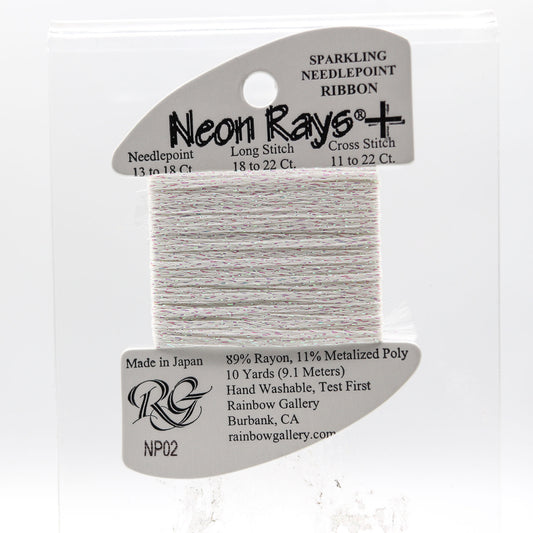 SPARKLING
NEEDLEPOINT
RIBBON
Neon Rays®+
Needlepoint
13 to 18 Ct.
Long Stitch
18 to 22 Ct.
Cross Stitch
11 to 22 Ct.
Made in Japan
RG
NP02
89% Rayon, 11% Metalized Poly
10 Yards (9.1 Meters)
Hand Washable, Test First
Rainbow Gallery
Burbank, CA
rainbowgallery.com